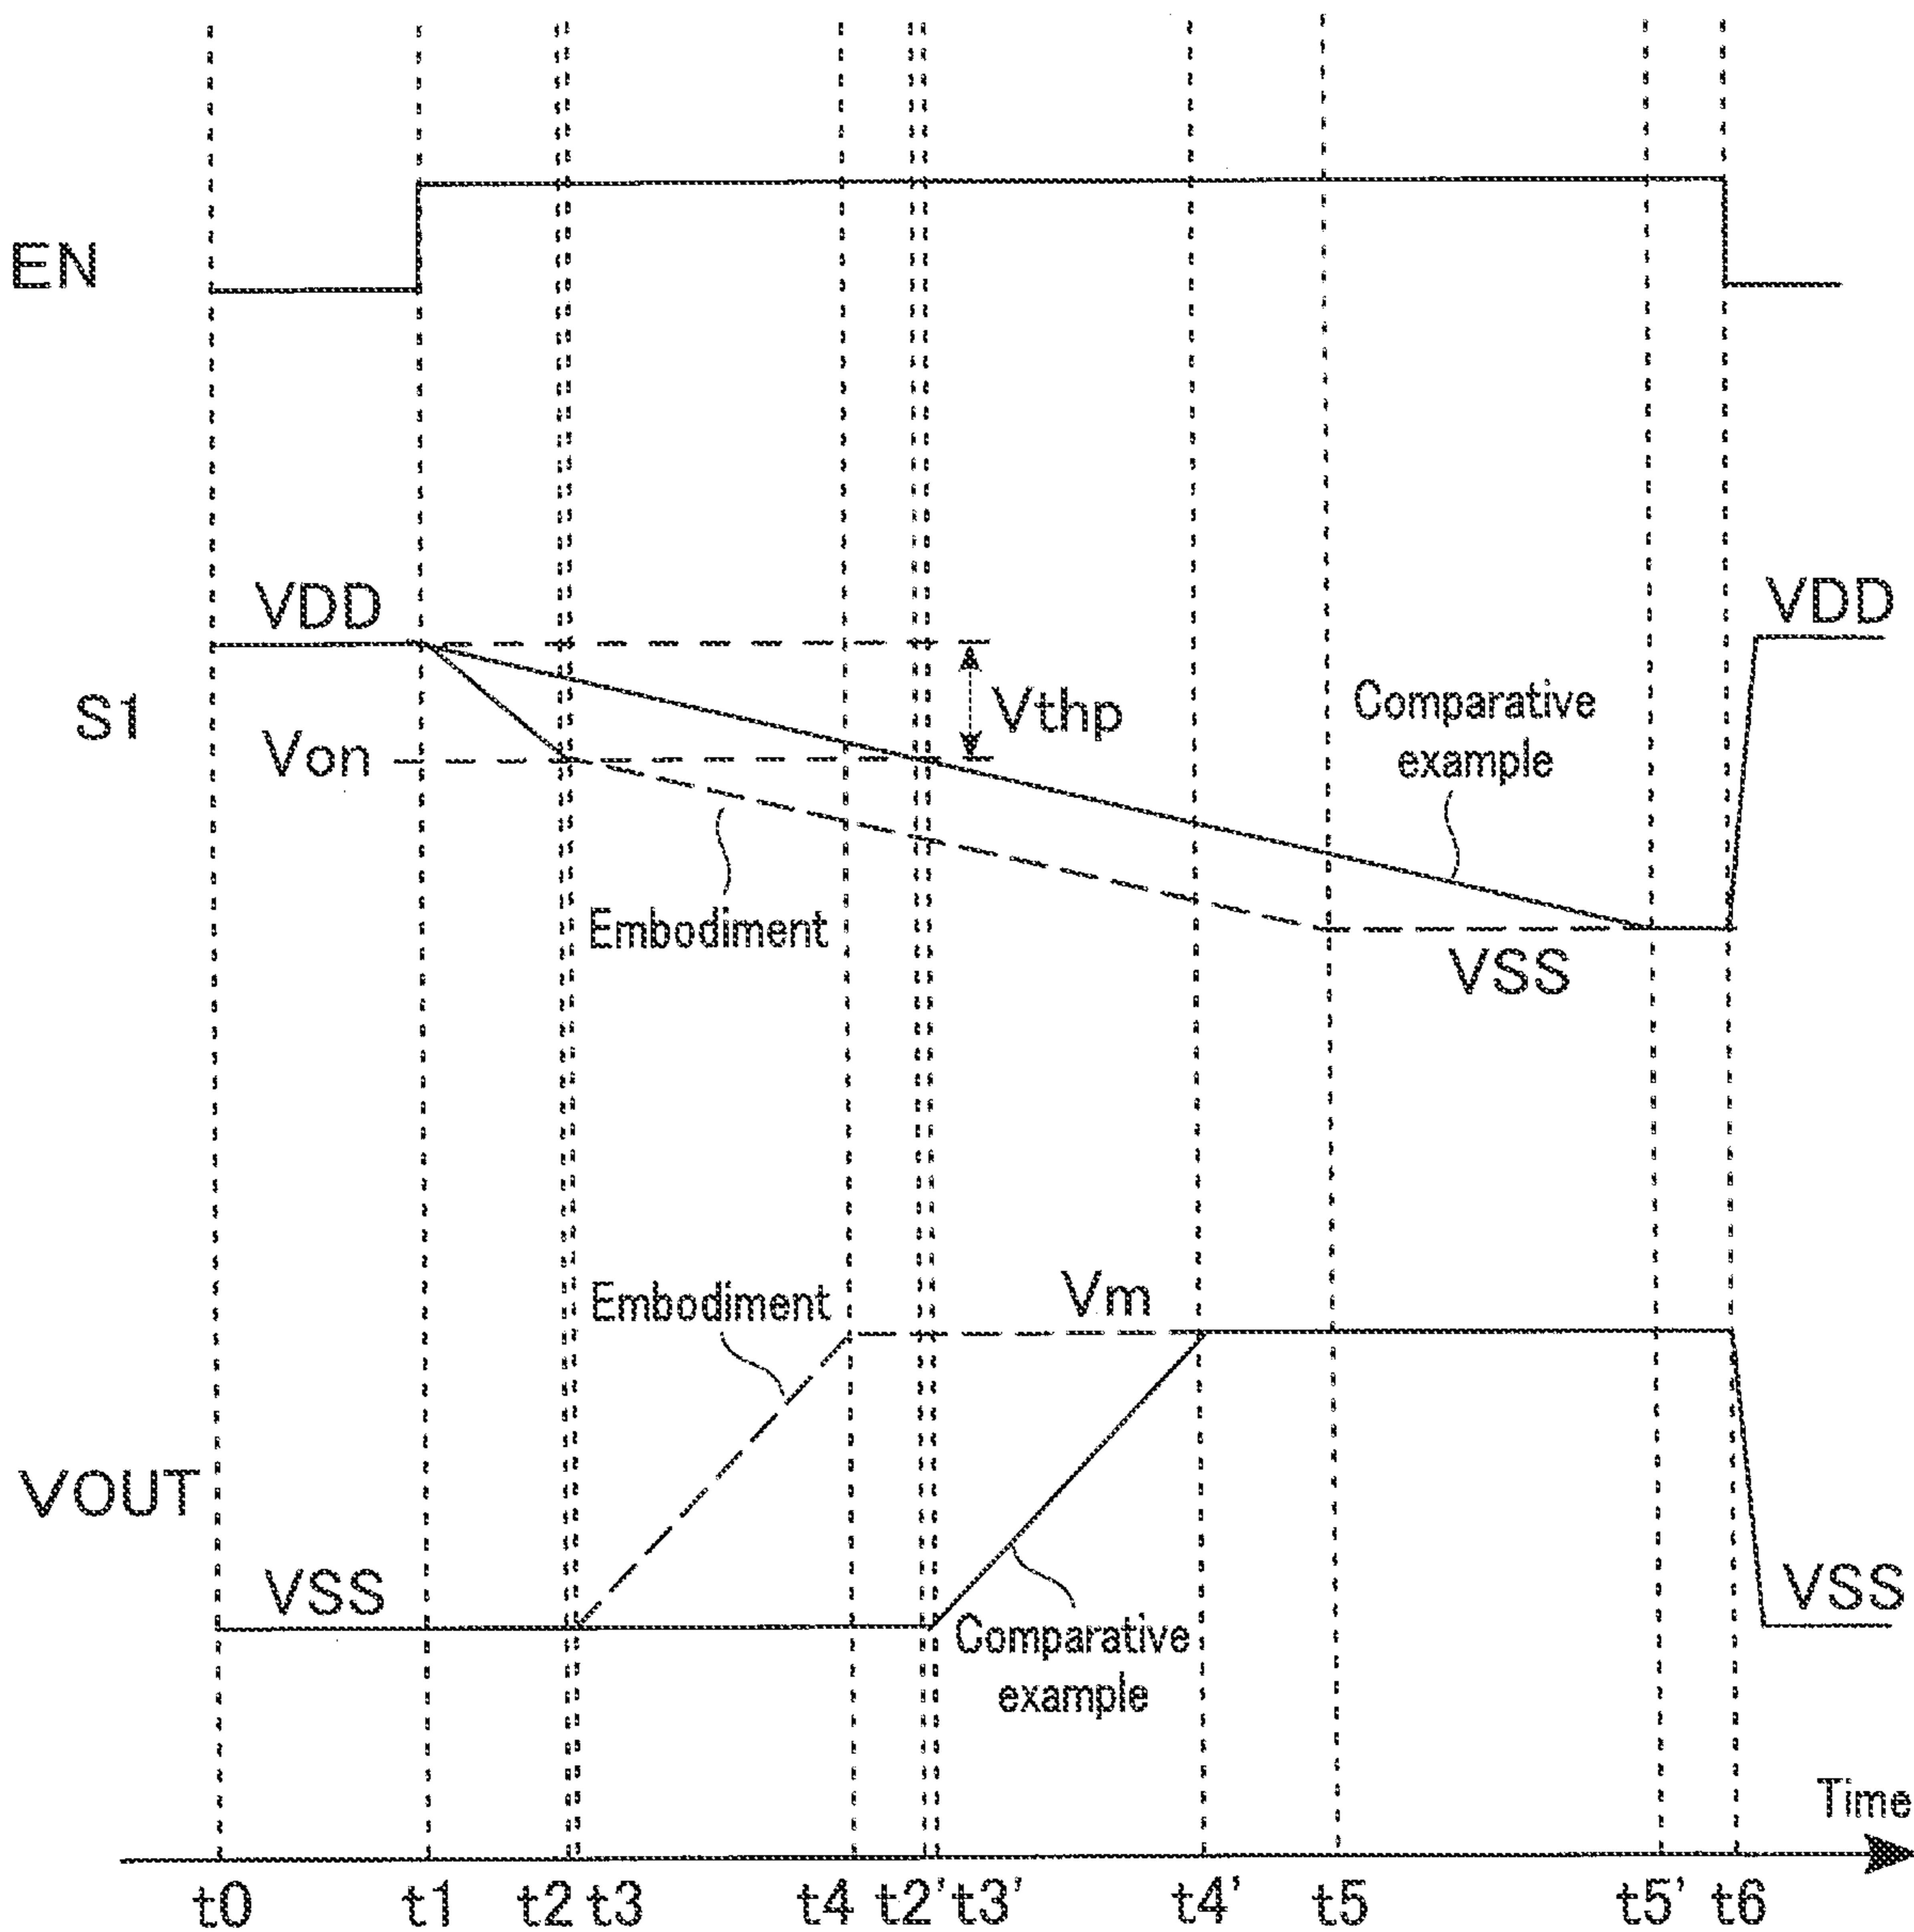 EN
VDD
VDD
S1
Vthp
Comparative
example
Von
Embodiment
VSS
Embodiment
Vm
VOUT
VSS
VSS
Comparative
example
Time
t0 t1 t2 t3 t4 t2' t3' t4' t5 t5' t6